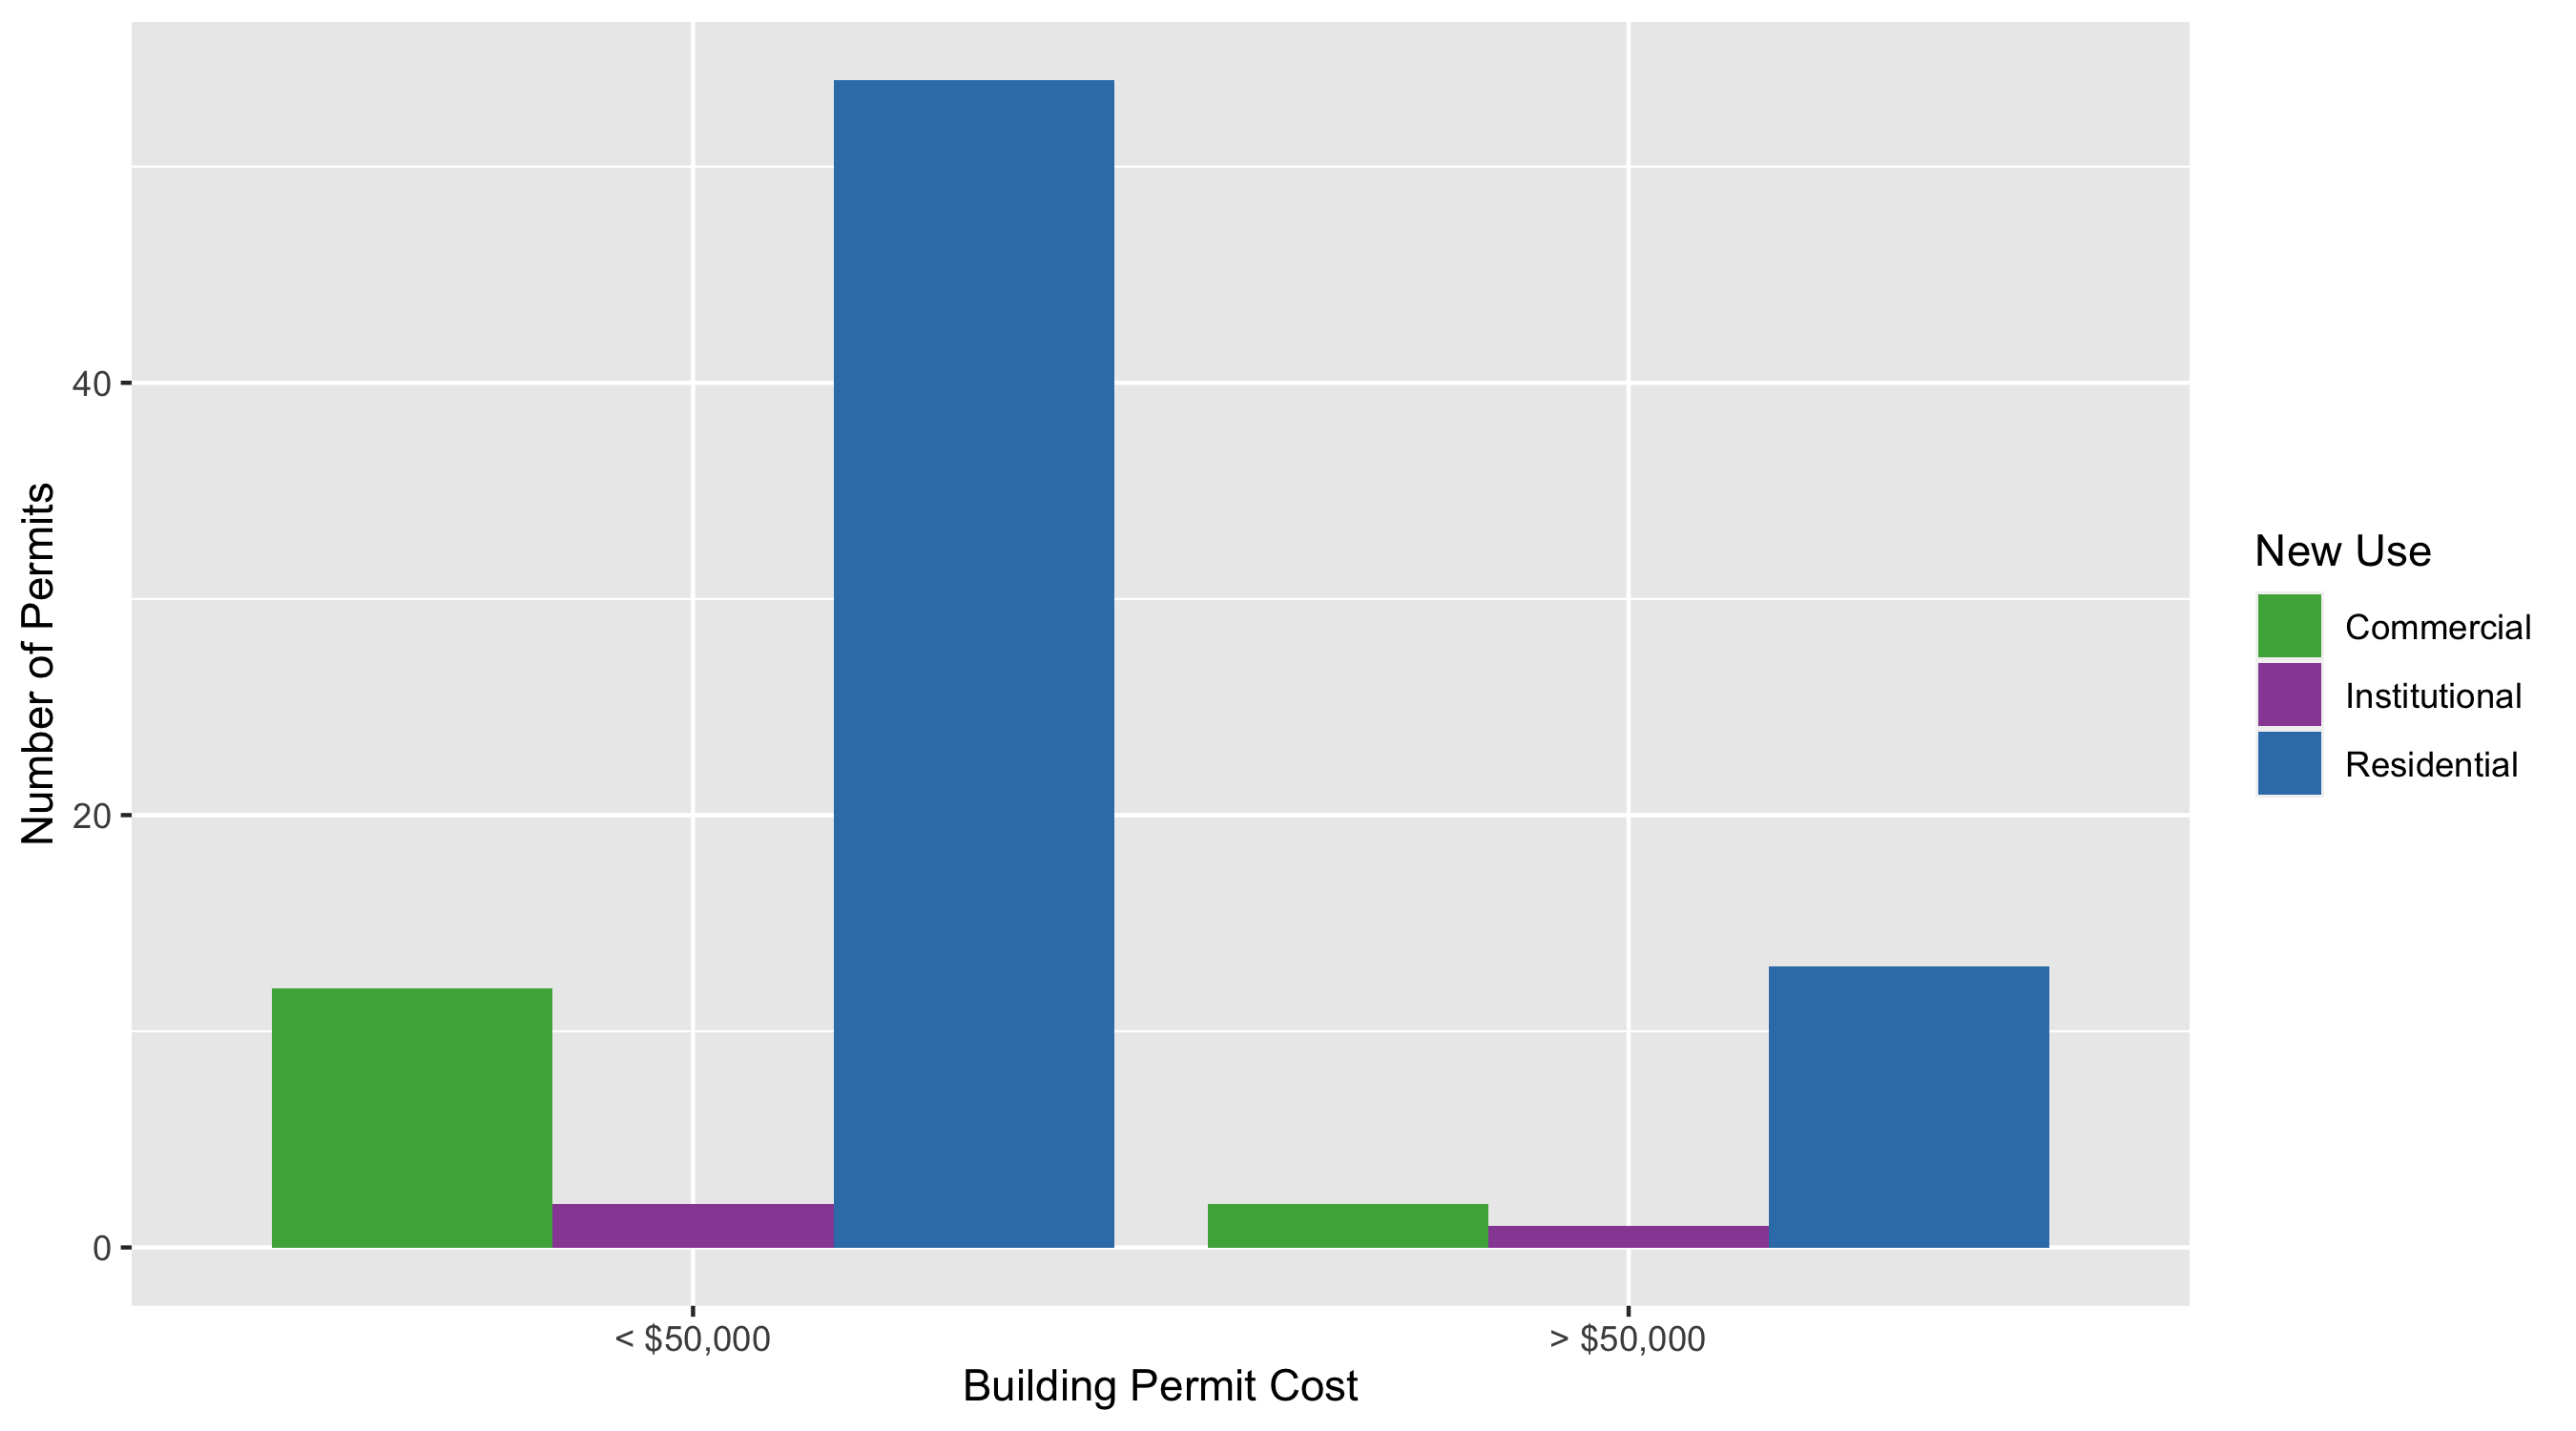 Number of Permits
40
20
0
< $50,000
> $50,000
Building Permit Cost
New Use
Commercial
Institutional
Residential